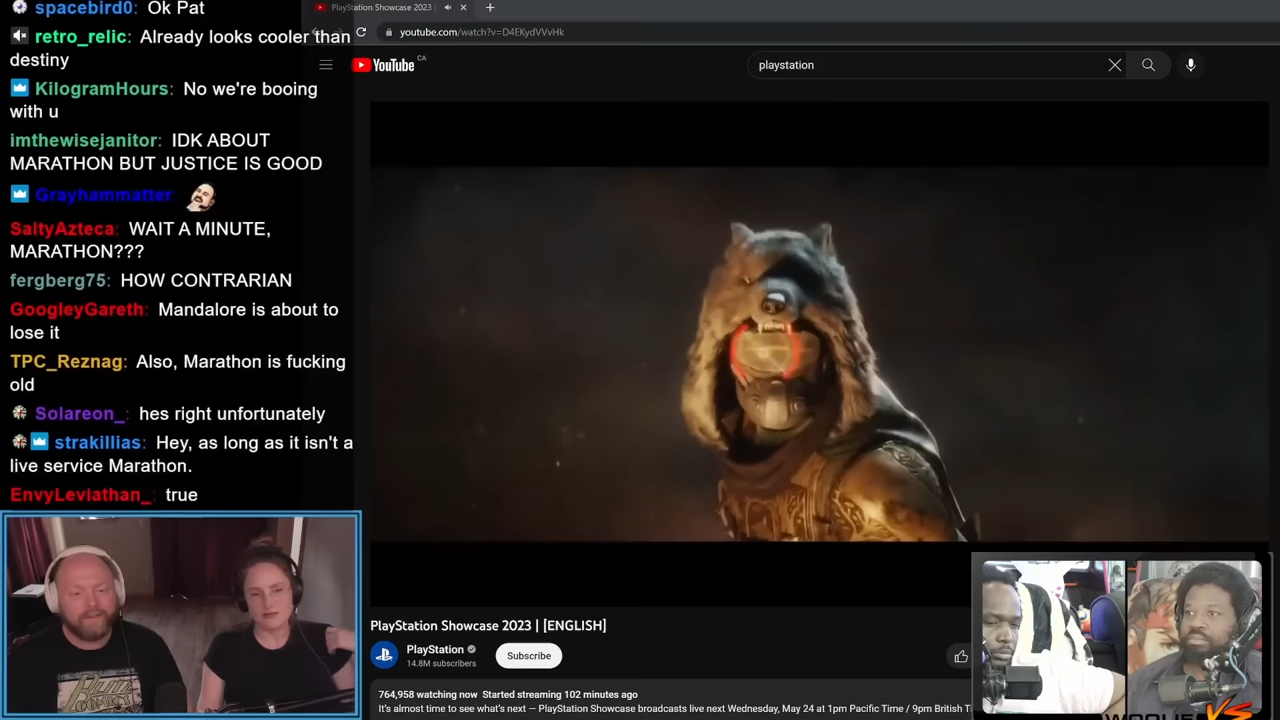 spacebird0: Ok Pat
retro_relic: Already looks cooler than
destiny
KilogramHours: No we're booing
with u
imthewisejanitor: IDK ABOUT
MARATHON BUT JUSTICE IS GOOD
Grayhammatter:
SaltyAzteca: WAIT A MINUTE,
MARATHON???
fergberg75: HOW CONTRARIAN
GoogleyGareth: Mandalore is about to
lose it
TPC_Reznag: Also, Marathon is fucking
old
Solareon_: hes right unfortunately
strakillias: Hey, as long as it isn't a
live service Marathon.
EnvyLeviathan_: true
PlayStation Showcase 2023 |
youtube.com/watch?v=D4EKydVVvHk
YouTube CA
playstation
PlayStation Showcase 2023 | [ENGLISH]
PlayStation
14.8M subscribers
Subscribe
764,958 watching now Started streaming 102 minutes ago
It's almost time to see what's next — PlayStation Showcase broadcasts live next Wednesday, May 24 at 1pm Pacific Time / 9pm British T
VS